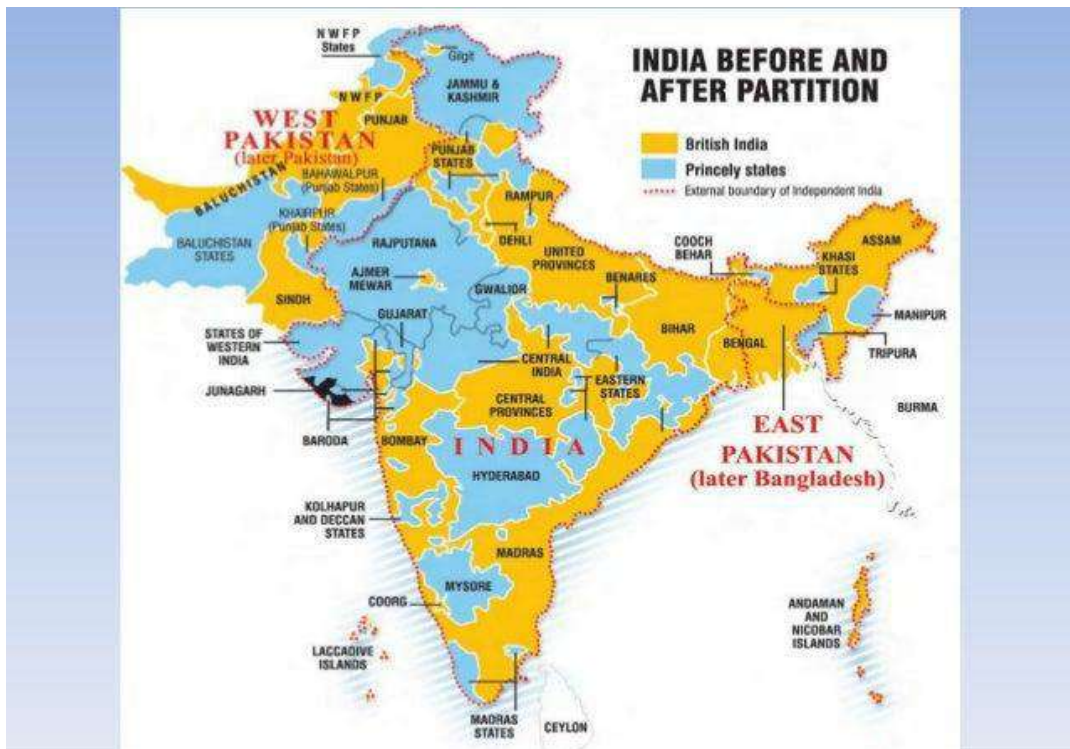 INDIA BEFORE AND
AFTER PARTITION
British India
Princely states
External boundary of Independent India
N W F P
States
Gilgit
JAMMU &
KASHMIR
N W F P
WEST
PAKISTAN
(later Pakistan)
PUNJAB
PUNJAB
STATES
BAHAWALPUR
(Punjab States)
BALUCHISTAN
KHAIRPUR
(Punjab States)
BALUCHISTAN
STATES
RAMPUR
RAJPUTANA
DEHLI
UNITED
PROVINCES
COOCH
BEHAR
ASSAM
KHASI
STATES
AJMER
MEWAR
GWALIOR
BENARES
SINDH
GUJARAT
BIHAR
MANIPUR
STATES OF
WESTERN
INDIA
CENTRAL
INDIA
BENGAL
TRIPURA
JUNAGARH
EASTERN
STATES
CENTRAL
PROVINCES
BURMA
BARODA
BOMBAY
INDIA
EAST
PAKISTAN
(later Bangladesh)
HYDERABAD
KOLHAPUR
AND DECCAN
STATES
MADRAS
MYSORE
COORG
ANDAMAN
AND
NICOBAR
ISLANDS
LACCADIVE
ISLANDS
MADRAS
STATES
CEYLON